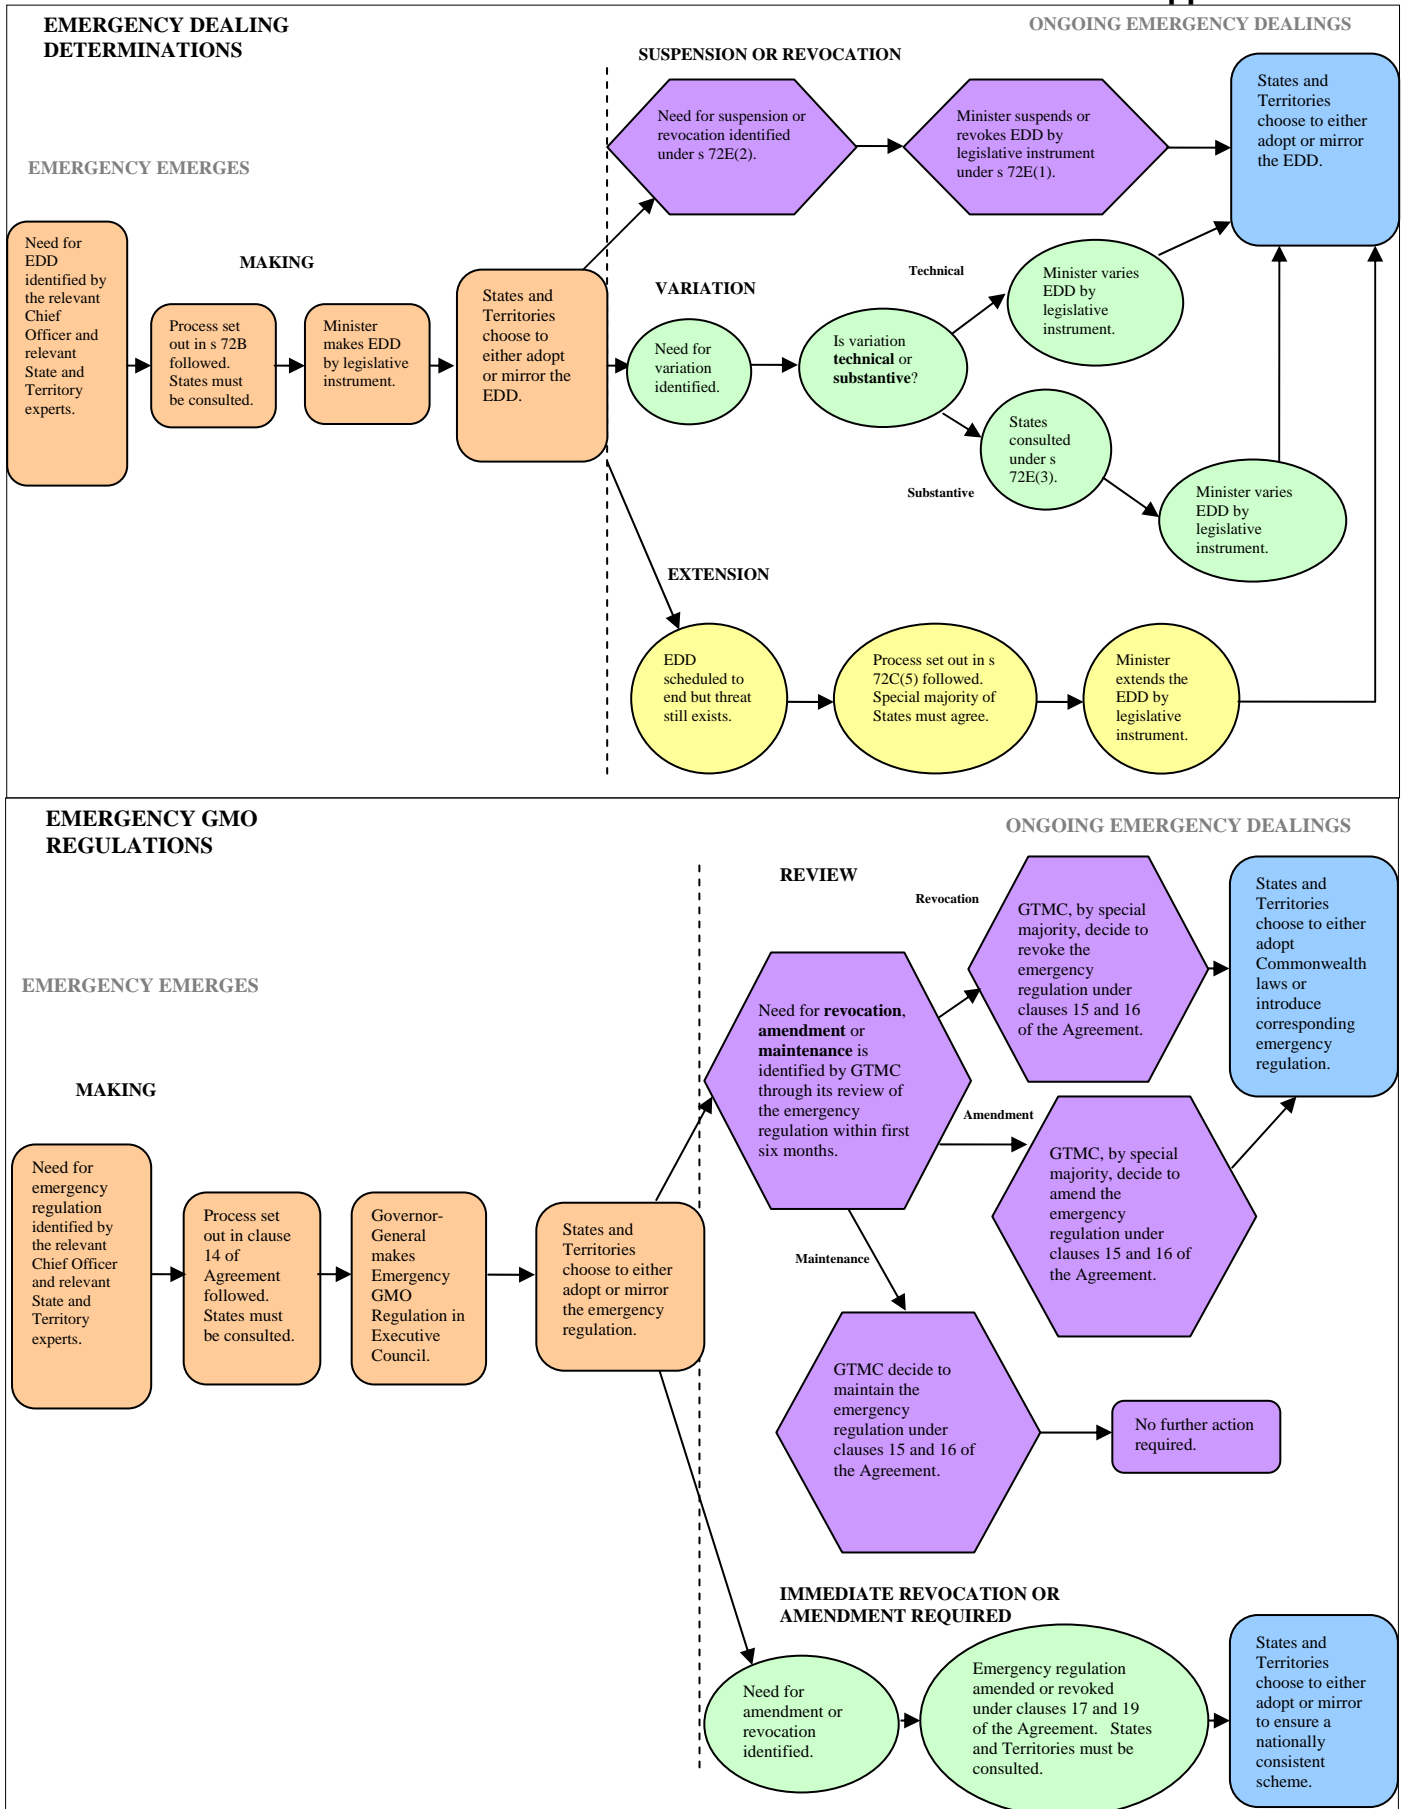 EMERGENCY DEALING
DETERMINATIONS
ONGOING EMERGENCY DEALINGS
SUSPENSION OR REVOCATION
Need for suspension or
revocation identified
under s 72E(2).
Minister suspends or
revokes EDD by
legislative instrument
under s 72E(1).
States and
Territories
choose to either
adopt or mirror
the EDD.
EMERGENCY EMERGES
MAKING
Need for
EDD
identified by
the relevant
Chief
Officer and
relevant
State and
Territory
experts.
Process set
out in s 72B
followed.
States must
be consulted.
Minister
makes EDD
by legislative
instrument.
States and
Territories
choose to
either adopt
or mirror the
EDD.
VARIATION
Need for
variation
identified.
Is variation
technical or
substantive?
Technical
Minister varies
EDD by
legislative
instrument.
Substantive
States
consulted
under s
72E(3).
Minister varies
EDD by
legislative
instrument.
EXTENSION
EDD
scheduled to
end but threat
still exists.
Process set out in s
72C(5) followed.
Special majority of
States must agree.
Minister
extends the
EDD by
legislative
instrument.
EMERGENCY GMO
REGULATIONS
ONGOING EMERGENCY DEALINGS
REVIEW
EMERGENCY EMERGES
MAKING
Need for
emergency
regulation
identified by
the relevant
Chief Officer
and relevant
State and
Territory
experts.
Process set
out in clause
14 of
Agreement
followed.
States must
be consulted.
Governor-
General
makes
Emergency
GMO
Regulation in
Executive
Council.
States and
Territories
choose to either
adopt or mirror
the emergency
regulation.
Need for revocation,
amendment or
maintenance is
identified by GTMC
through its review of
the emergency
regulation within first
six months.
Revocation
GTMC, by special
majority, decide to
revoke the
emergency
regulation under
clauses 15 and 16
of the Agreement.
States and
Territories
choose to either
adopt
Commonwealth
laws or
introduce
corresponding
emergency
regulation.
Amendment
GTMC, by special
majority, decide to
amend the
emergency
regulation under
clauses 15 and 16 of
the Agreement.
Maintenance
GTMC decide to
maintain the
emergency
regulation under
clauses 15 and 16 of
the Agreement.
No further action
required.
IMMEDIATE REVOCATION OR
AMENDMENT REQUIRED
Need for
amendment or
revocation
identified.
Emergency regulation
amended or revoked
under clauses 17 and 19
of the Agreement. States
and Territories must be
consulted.
States and
Territories
choose to either
adopt or mirror
to ensure a
nationally
consistent
scheme.